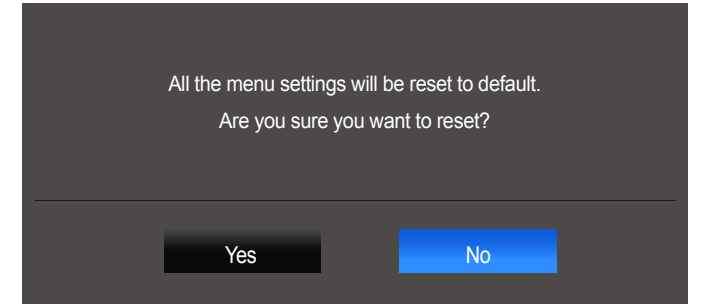 All the menu settings will be reset to default.
Are you sure you want to reset?
Yes
No